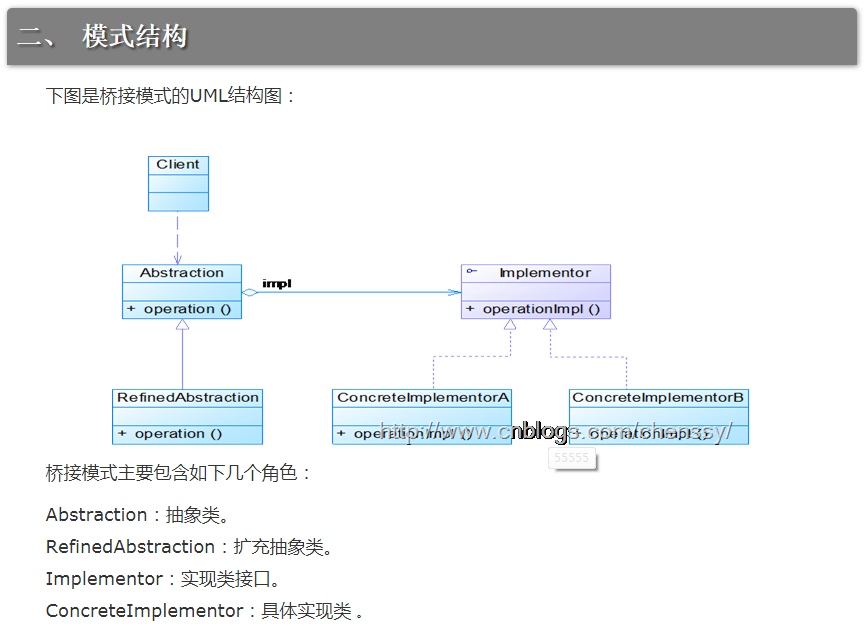 二、 模式结构
下图是桥接模式的UML结构图：
Client
Abstraction
+ operation ()
impl
Implementor
+ operationImpl ()
RefinedAbstraction
+ operation ()
ConcreteImplementorA
+ operationImpl ()
ConcreteImplementorB
+ operationImpl ()
http://www.cnblogs.com/chenssy/
55555
桥接模式主要包含如下几个角色：
Abstraction：抽象类。
RefinedAbstraction：扩充抽象类。
Implementor：实现类接口。
ConcreteImplementor：具体实现类 。